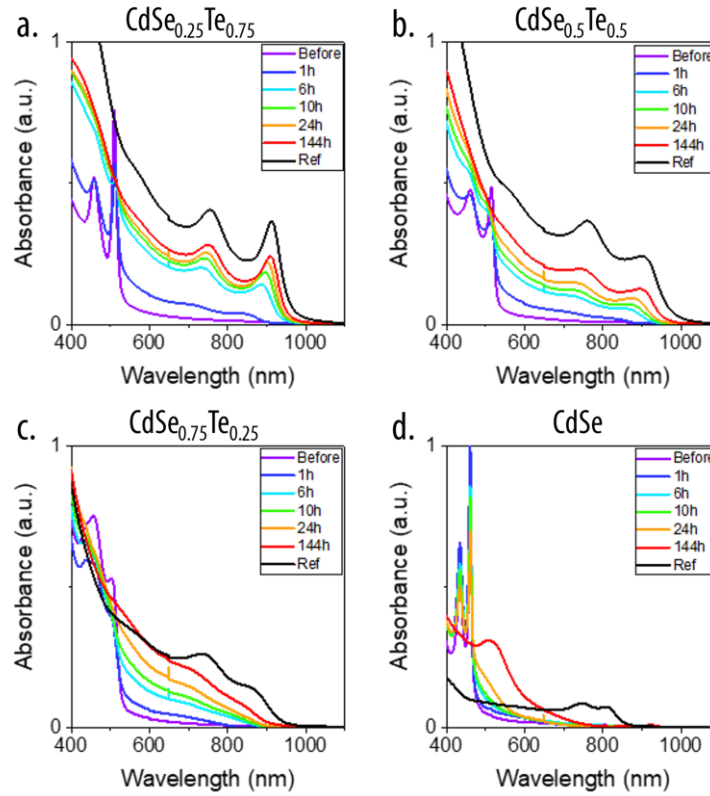 a. CdSe0.25Te0.75
1
Absorbance (a.u.)
0
Before
1h
6h
10h
24h
144h
Ref
400 600 800 1000
Wavelength (nm)
b. CdSe0.5Te0.5
1
Absorbance (a.u.)
0
Before
1h
6h
10h
24h
144h
Ref
400 600 800 1000
Wavelength (nm)
c. CdSe0.75Te0.25
1
Absorbance (a.u.)
0
Before
1h
6h
10h
24h
144h
Ref
400 600 800 1000
Wavelength (nm)
d. CdSe
1
Absorbance (a.u.)
0
Before
1h
6h
10h
24h
144h
Ref
400 600 800 1000
Wavelength (nm)